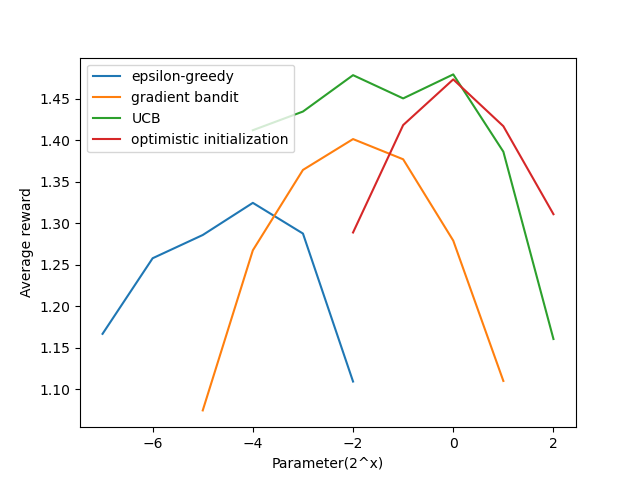 epsilon-greedy
gradient bandit
UCB
optimistic initialization
1.45
1.40
1.35
1.30
1.25
1.20
1.15
1.10
Average reward
−6 −4 −2 0 2
Parameter(2^x)